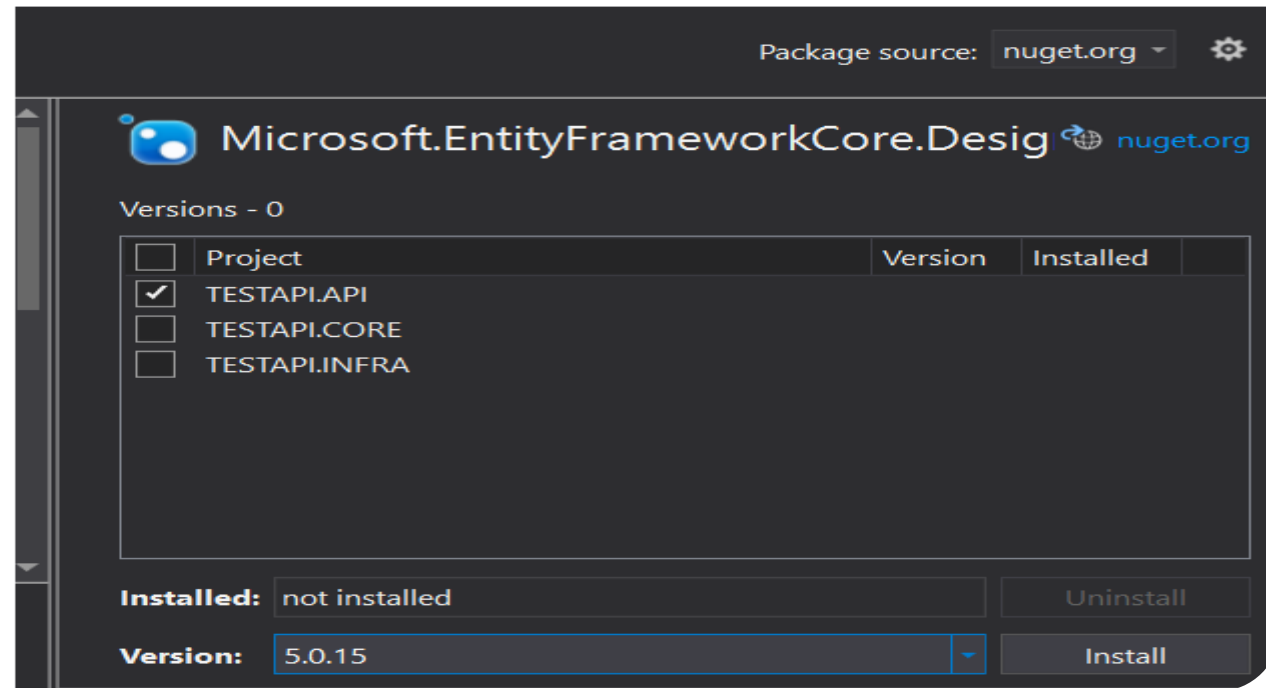 Package source: nuget.org
Microsoft.EntityFrameworkCore.Desig nuget.org
Versions - 0
Project Version Installed
TESTAPI.API
TESTAPI.CORE
TESTAPI.INFRA
Installed: not installed Uninstall
Version: 5.0.15 Install